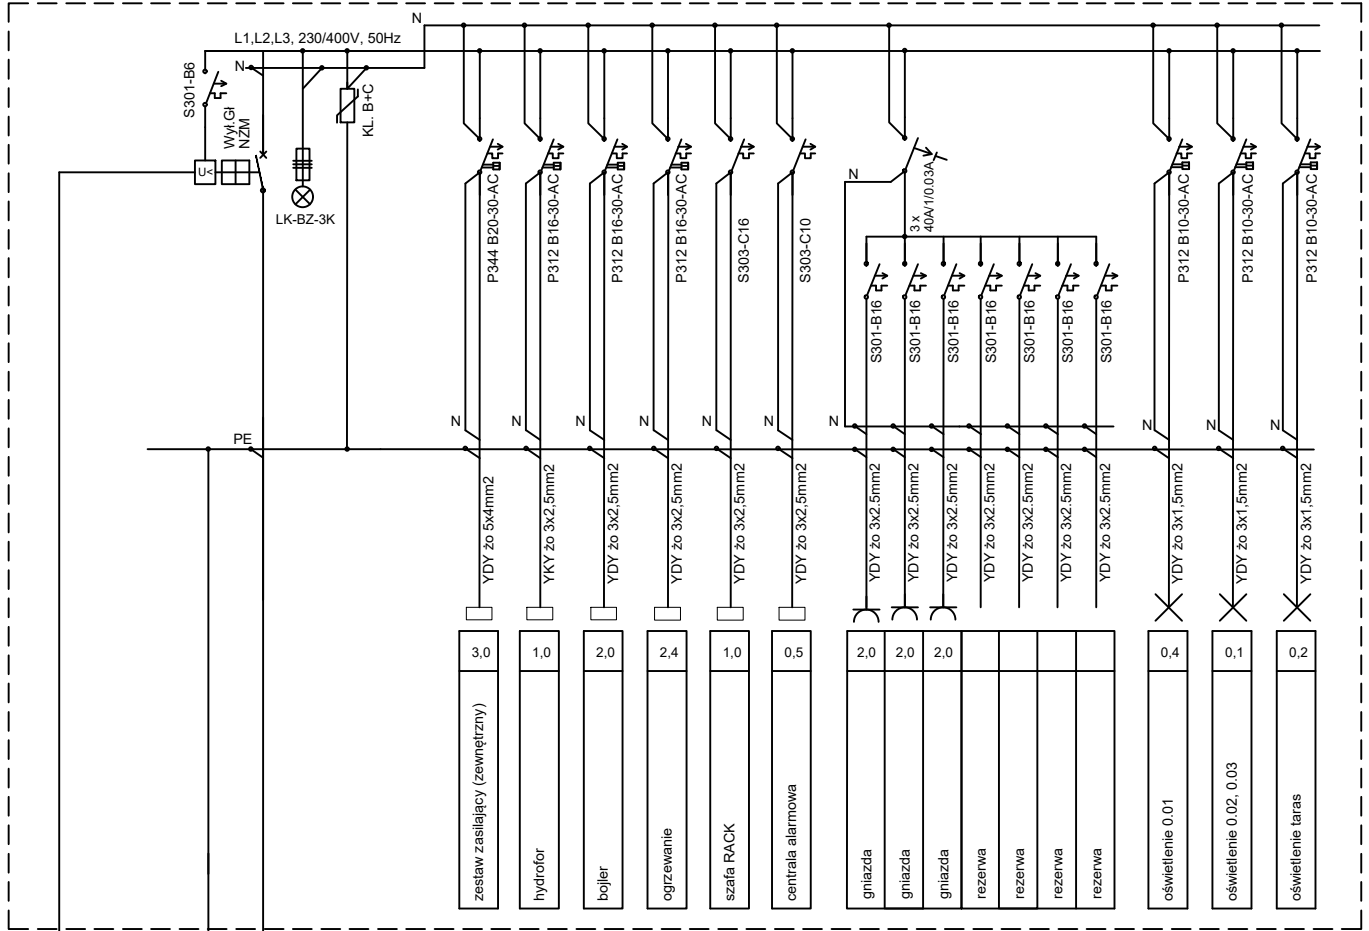 N
L1,L2,L3, 230/400V, 50Hz
N
S301-B6
Wył.Gł
NZM
KL. B+C
U<
LK-BZ-3K
P344 B20-30-AC
P312 B16-30-AC
P312 B16-30-AC
P312 B16-30-AC
S303-C16
S303-C10
N
3 x
40A/1/0.03A
S301-B16
S301-B16
S301-B16
S301-B16
S301-B16
S301-B16
S301-B16
P312 B10-30-AC
P312 B10-30-AC
P312 B10-30-AC
PE
N
N
N
N
N
N
N
N
N
N
YDY żo 5x4mm2
YKY żo 3x2,5mm2
YDY żo 3x2,5mm2
YDY żo 3x2,5mm2
YDY żo 3x2,5mm2
YDY żo 3x2,5mm2
YDY żo 3x2.5mm2
YDY żo 3x2.5mm2
YDY żo 3x2.5mm2
YDY żo 3x2.5mm2
YDY żo 3x2.5mm2
YDY żo 3x2.5mm2
YDY żo 3x2.5mm2
YDY żo 3x1,5mm2
YDY żo 3x1,5mm2
YDY żo 3x1,5mm2
3,0
1,0
2,0
2,4
1,0
0,5
2,0
2,0
2,0
0,4
0,1
0,2
zestaw zasilający (zewnętrzny)
hydrofor
bojler
ogrzewanie
szafa RACK
centrala alarmowa
gniazda
gniazda
gniazda
rezerwa
rezerwa
rezerwa
rezerwa
oświetlenie 0.01
oświetlenie 0.02, 0.03
oświetlenie taras